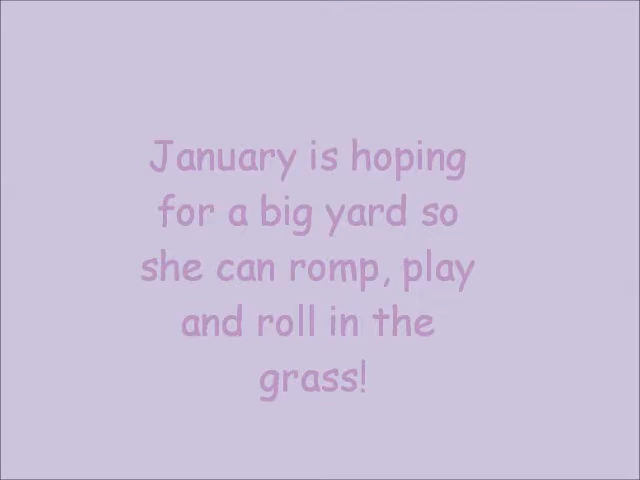 January is hoping
for a big yard so
she can romp, play
and roll in the
grass!